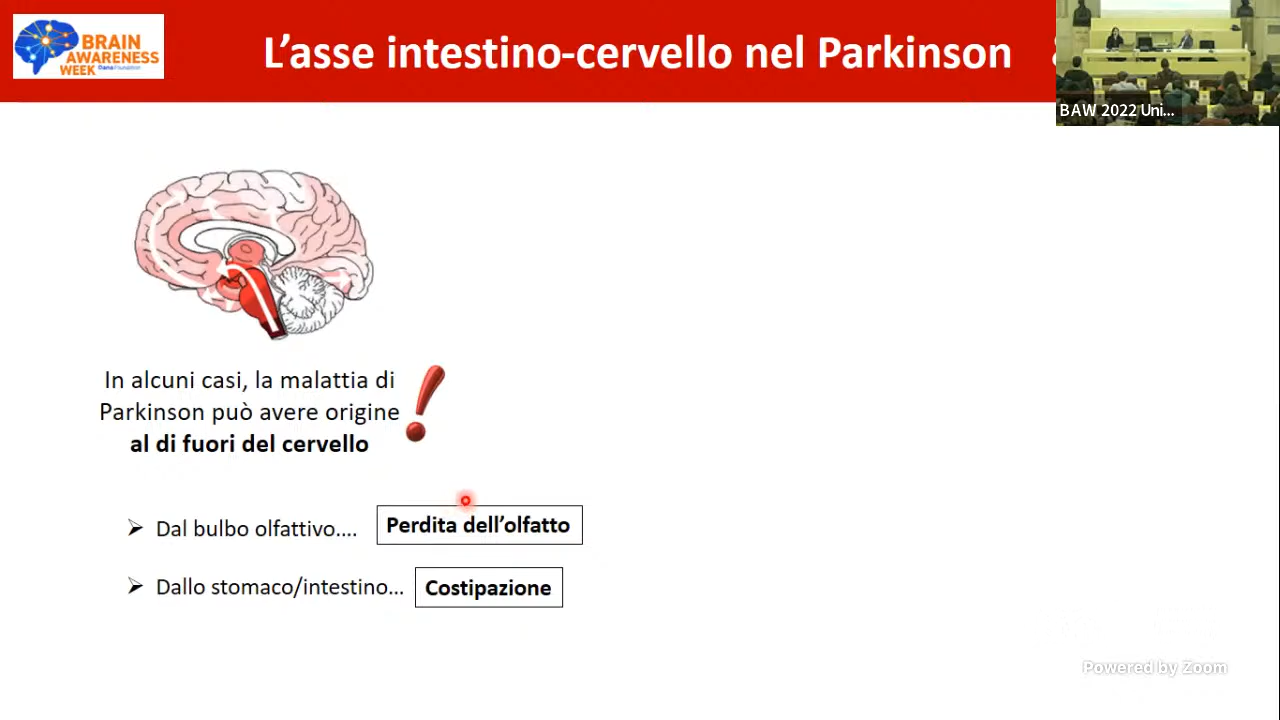 BRAIN
AWARENESS
WEEK
L'asse intestino-cervello nel Parkinson
BAW 2022 Uni...
In alcuni casi, la malattia di
Parkinson può avere origine
al di fuori del cervello
Dal bulbo olfattivo.... Perdita dell'olfatto
Dallo stomaco/intestino... Costipazione
Powered by Zoom